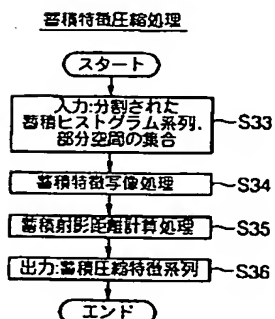 蓄積特徴圧縮処理
スタート
入力:分割された
蓄積ヒストグラム系列,
部分空間の集合
S33
蓄積特徴写像処理
S34
蓄積射影距離計算処理
S35
出力:蓄積圧縮特徴系列
S36
エンド